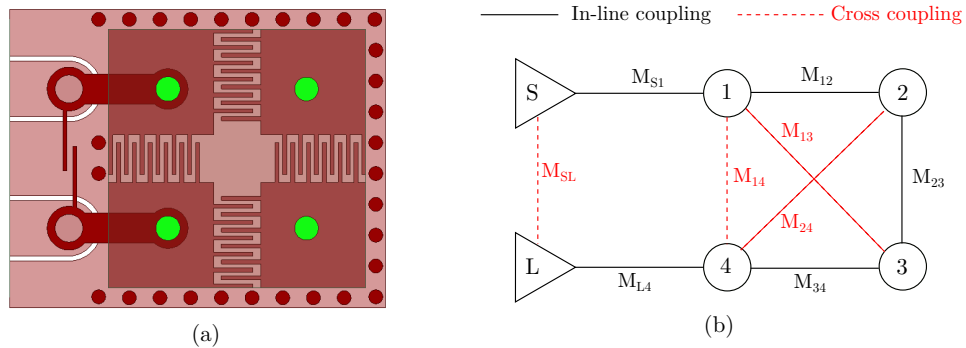 In-line coupling
Cross coupling
S
M_S1
1
M_12
2
M_13
M_SL
M_14
M_24
M_23
L
M_L4
4
M_34
3
(a)
(b)